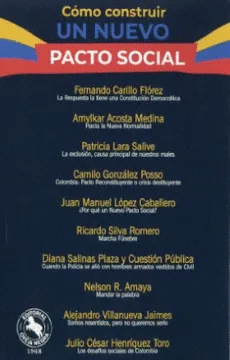 Cómo construir
UN NUEVO
PACTO SOCIAL
Fernando Carillo Flórez
La Respuesta la tiene una Constitución Democrática
Amylkar Acosta Medina
Hacia la Nueva Normalidad
Patricia Lara Salive
La exclusión, causa principal de nuestros males
Camilo González Posso
Colombia: Pacto Reconstituyente o crisis destituyente
Juan Manuel López Caballero
¿Por qué un Nuevo Pacto Social?
Ricardo Silva Romero
Marcha Fúnebre
Diana Salinas Plaza y Cuestión Pública
Cuando la Policía se alió con hombres armados vestidos de Civil
Nelson R. Amaya
Mandar la palabra
Alejandro Villanueva Jaimes
Somos resentidos, pero no queremos serlo
Julio César Henríquez Toro
Los desafíos sociales de Colombia
EDITORIAL
OVEJA NEGRA
1968